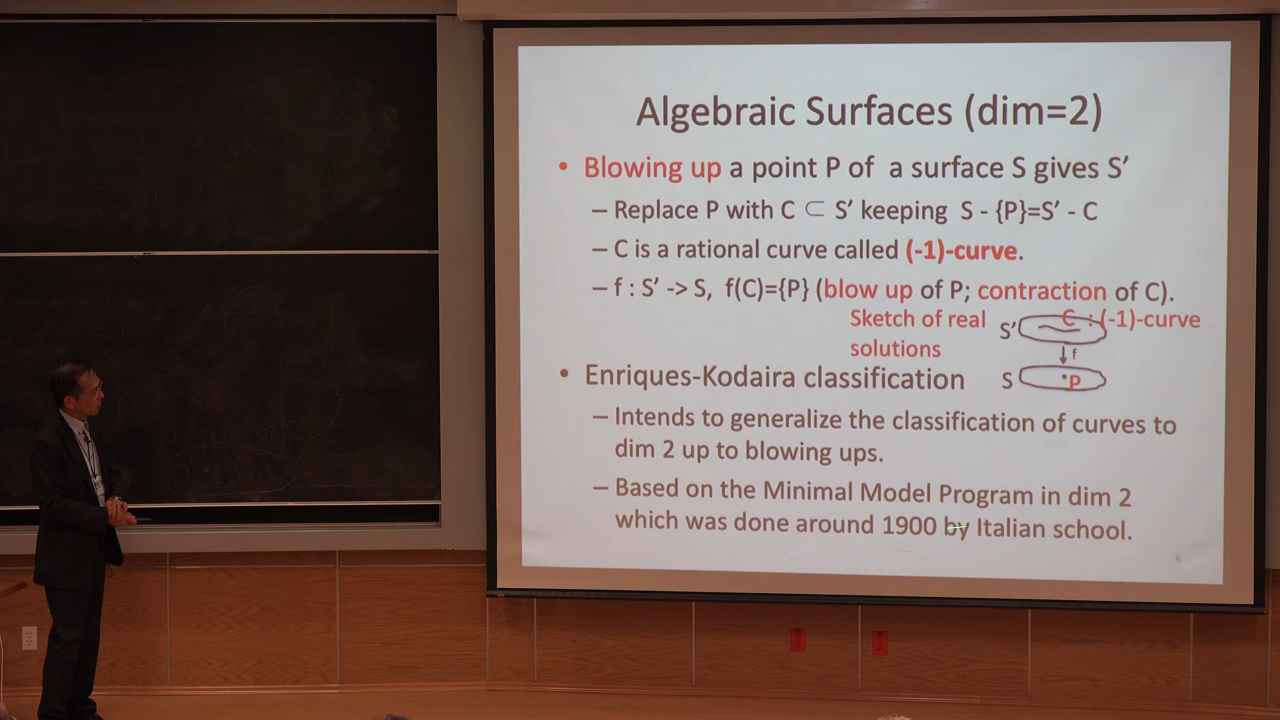 Algebraic Surfaces (dim=2)
• Blowing up a point P of a surface S gives S′
– Replace P with C ⊂ S′ keeping S - {P}=S′ - C
– C is a rational curve called (-1)-curve.
– f : S′ -> S, f(C)={P} (blow up of P; contraction of C).
Sketch of real
solutions
S′ C : (-1)-curve
f
S P
• Enriques-Kodaira classification
– Intends to generalize the classification of curves to
dim 2 up to blowing ups.
– Based on the Minimal Model Program in dim 2
which was done around 1900 by Italian school.
6